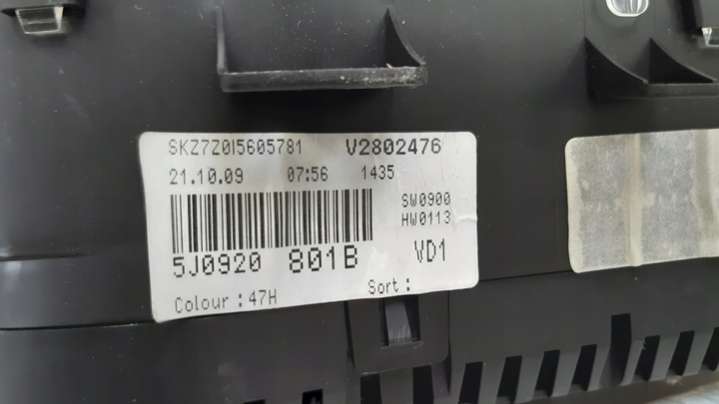 SKZ7Z0I5605781 V2802476
21.10.09 07:56 1435
SW0900
HW0113
5J0920 801B VD1
Colour : 47H Sort :